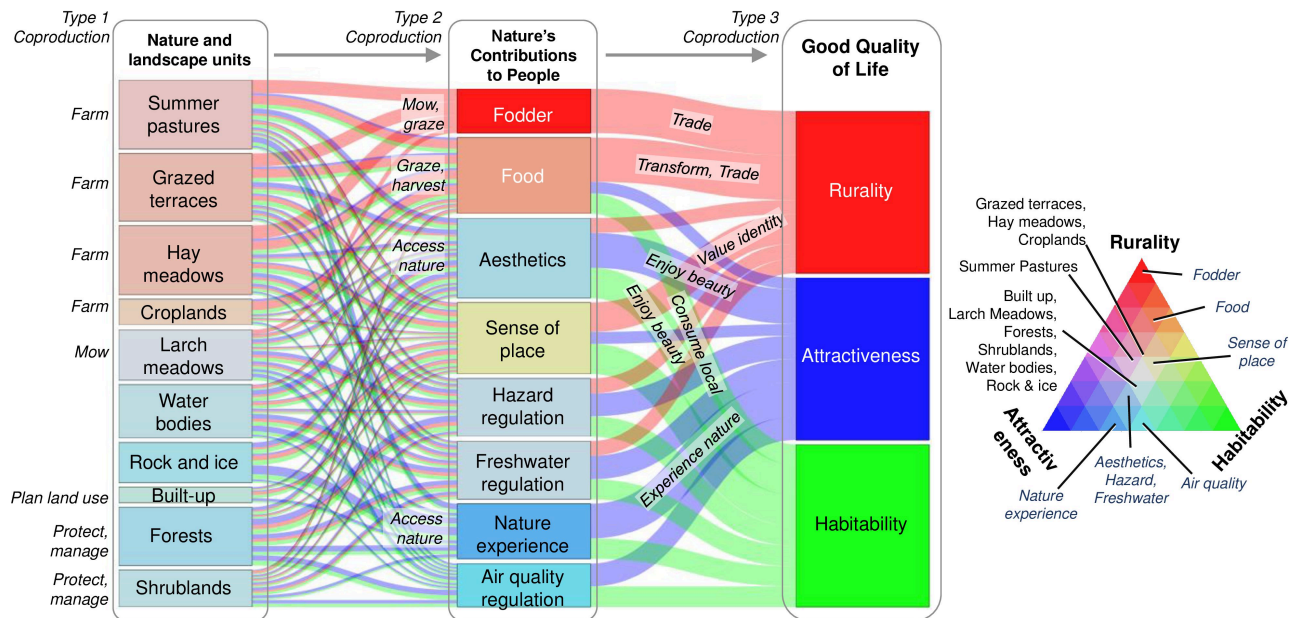 Type 1
Coproduction
Type 2
Coproduction
Type 3
Coproduction
Nature and
landscape units
Nature's
Contributions
to People
Good Quality
of Life
Farm
Farm
Farm
Farm
Mow
Plan land use
Protect,
manage
Protect,
manage
Summer
pastures
Grazed
terraces
Hay
meadows
Croplands
Larch
meadows
Water
bodies
Rock and ice
Built-up
Forests
Shrublands
Mow,
graze
Graze,
harvest
Access
nature
Access
nature
Fodder
Food
Aesthetics
Sense of
place
Hazard
regulation
Freshwater
regulation
Nature
experience
Air quality
regulation
Trade
Transform, Trade
Value identity
Enjoy beauty
Enjoy beauty
Consume local
Experience nature
Rurality
Attractiveness
Habitability
Grazed terraces,
Hay meadows,
Croplands
Summer Pastures
Built up,
Larch Meadows,
Forests,
Shrublands,
Water bodies,
Rock & ice
Rurality
Fodder
Food
Sense of
place
Attractiv
eness
Habitability
Nature
experience
Aesthetics,
Hazard,
Freshwater
Air quality